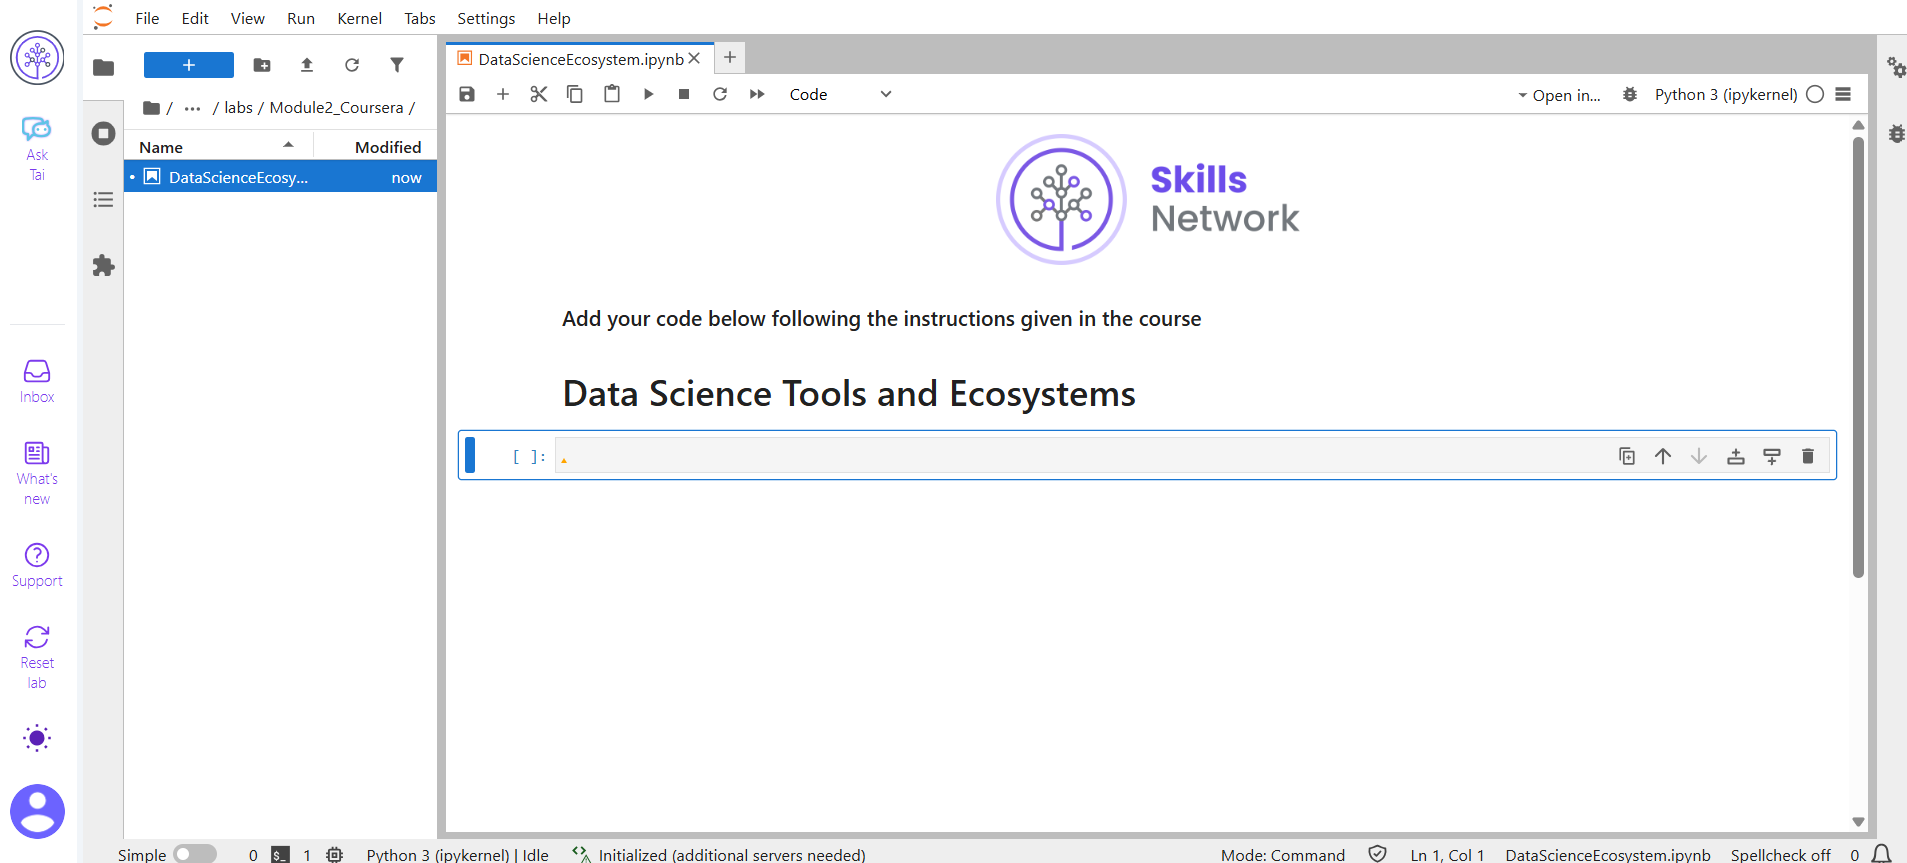 File Edit View Run Kernel Tabs Settings Help
Ask
Tai
Inbox
What's
new
Support
Reset
lab
/ ... / labs / Module2_Coursera /
Name Modified
DataScienceEcosy... now
DataScienceEcosystem.ipynb
Code
Open in...
Python 3 (ipykernel)
Skills
Network
Add your code below following the instructions given in the course
Data Science Tools and Ecosystems
[ ]:
Simple 0 $_ 1 Python 3 (ipykernel) | Idle Initialized (additional servers needed) Mode: Command Ln 1, Col 1 DataScienceEcosystem.ipynb Spellcheck off 0